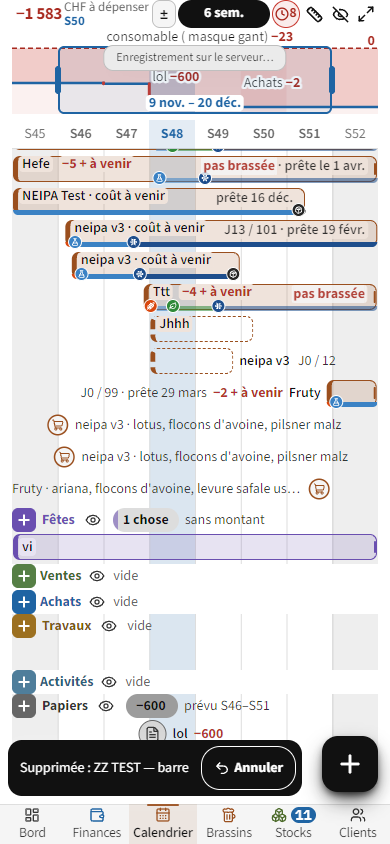 −1 583 CHF à dépenser S50 ± 6 sem. 8
consomable ( masque gant) −23 0
Enregistrement sur le serveur…
lol −600 Achats −2
9 nov. – 20 déc.
S45 S46 S47 S48 S49 S50 S51 S52
Hefe −5 + à venir pas brassée · prête le 1 avr.
NEIPA Test · coût à venir prête 16 déc.
neipa v3 · coût à venir J13 / 101 · prête 19 févr.
neipa v3 · coût à venir
Ttt −4 + à venir pas brassée
Jhhh
neipa v3 J0 / 12
J0 / 99 · prête 29 mars −2 + à venir Fruty
neipa v3 · lotus, flocons d'avoine, pilsner malz
neipa v3 · lotus, flocons d'avoine, pilsner malz
Fruty · ariana, flocons d'avoine, levure safale us…
Fêtes 1 chose sans montant
vi
Ventes vide
Achats vide
Travaux vide
Activités vide
Papiers −600 prévu S46–S51
lol −600
Supprimée : ZZ TEST — barre Annuler
Bord Finances Calendrier Brassins Stocks 11 Clients